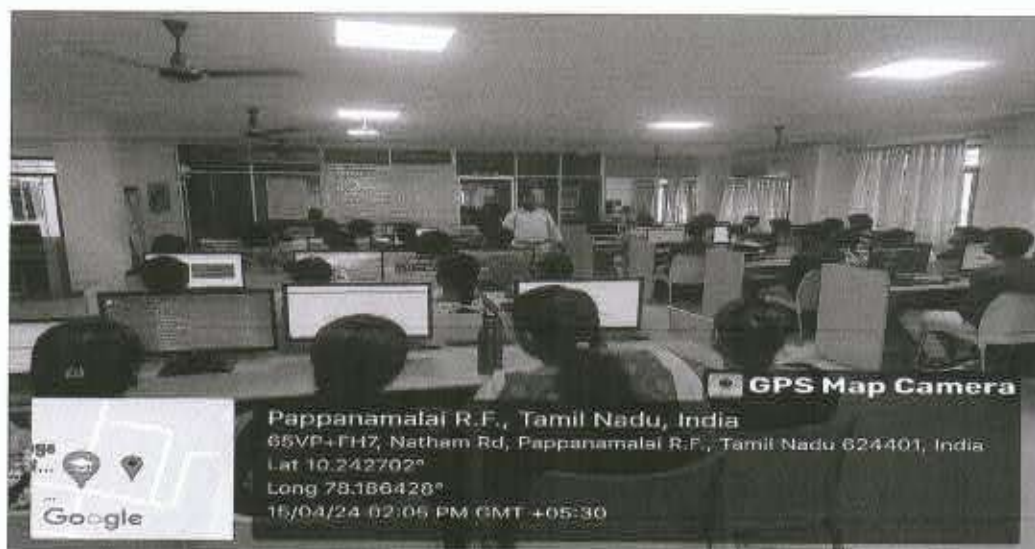 GPS Map Camera
Pappanamalai R.F., Tamil Nadu, India
65VP+FH7, Natham Rd, Pappanamalai R.F., Tamil Nadu 624401, India
Lat 10.242702°
Long 78.186428°
15/04/24 02:05 PM GMT +05:30
Google